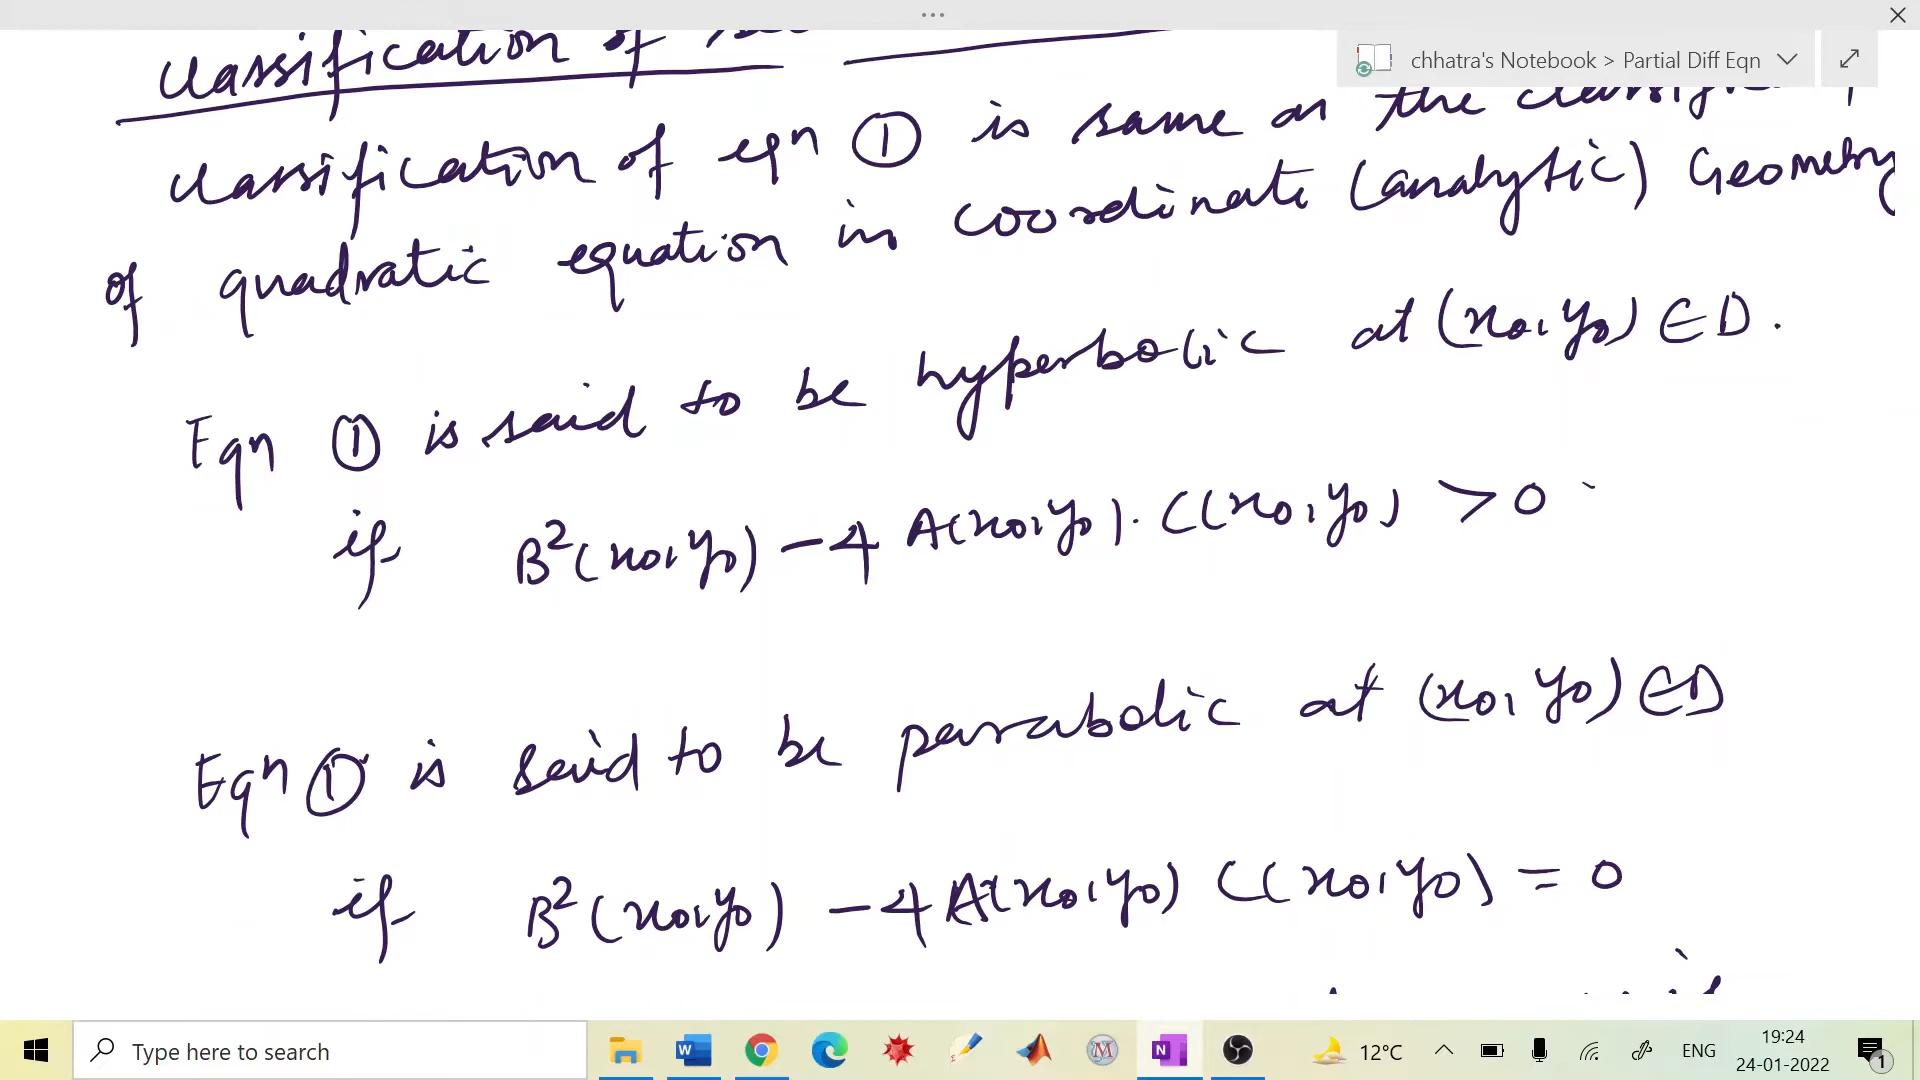 chhatra's Notebook > Partial Diff Eqn
Classification of
Classification of eqn ① is same as the
of quadratic equation in coordinate (analytic) Geometry
Eqn ① is said to be hyperbolic at (x₀, y₀) ∈ D.
if B²(x₀, y₀) - 4 A(x₀, y₀). C(x₀, y₀) > 0
Eqn ① is said to be parabolic at (x₀, y₀) ∈ D
if B²(x₀, y₀) - 4 A(x₀, y₀) C(x₀, y₀) = 0
Type here to search
12°C
ENG
19:24
24-01-2022
1